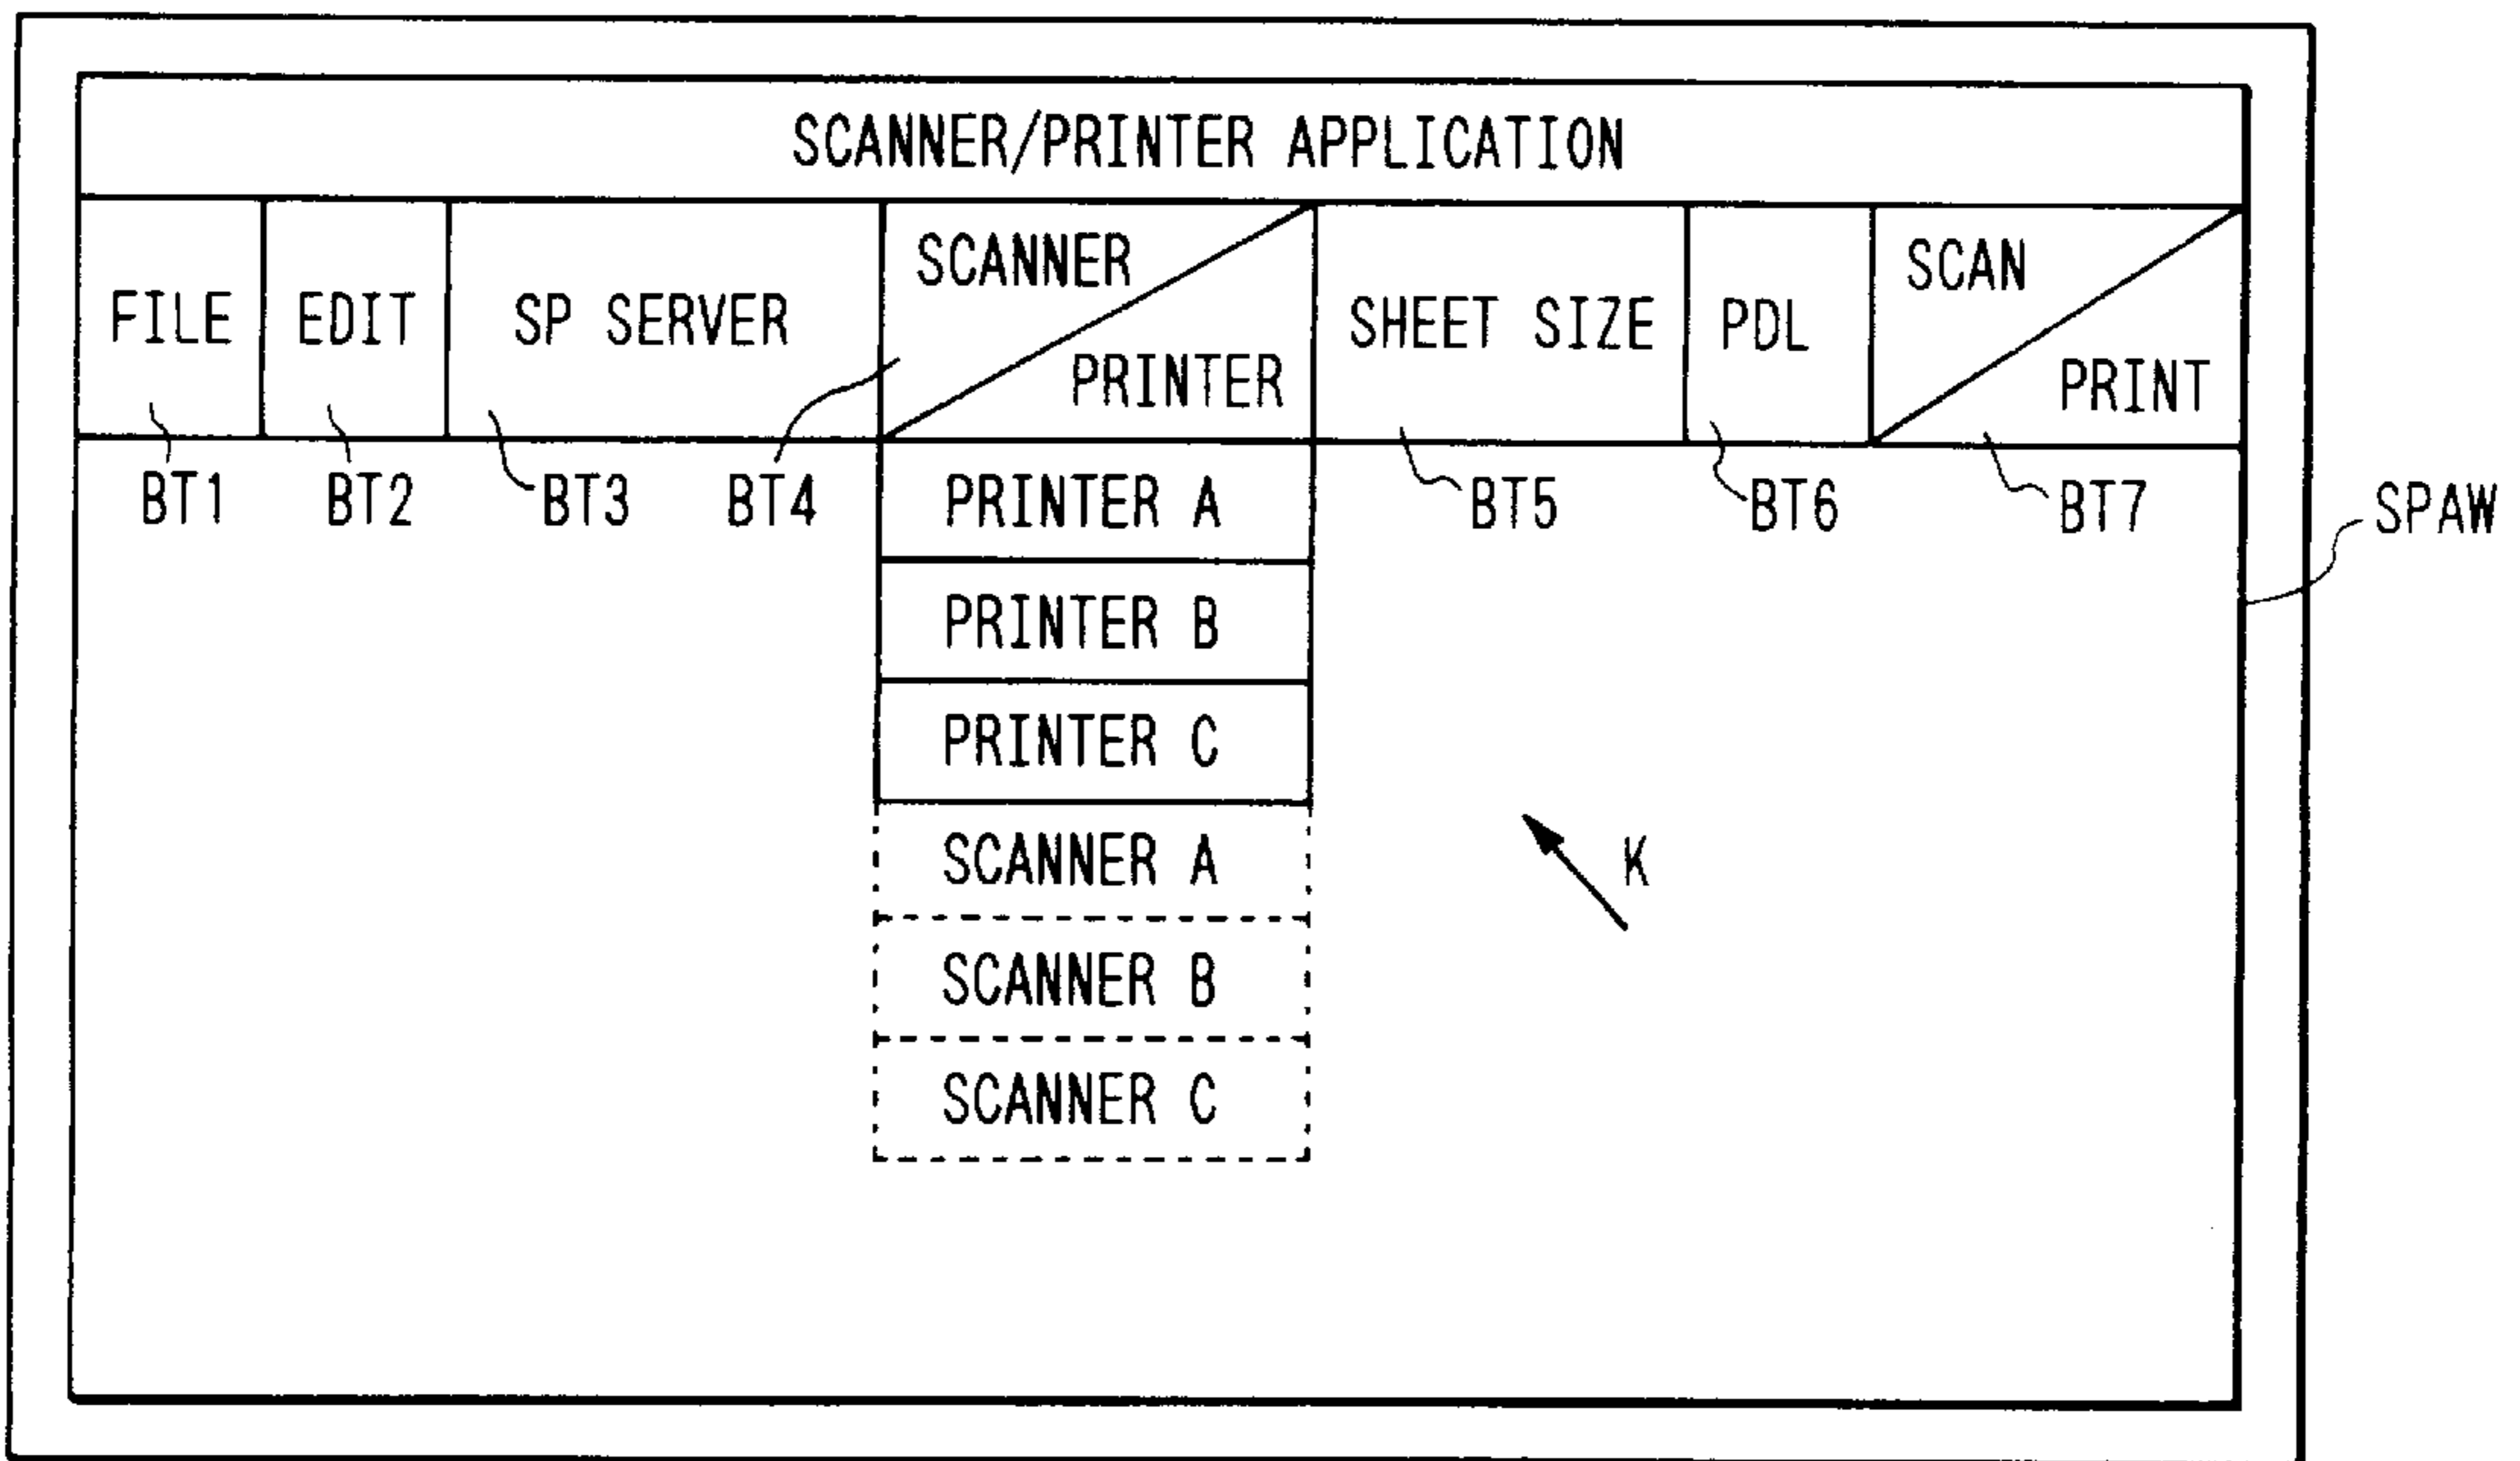 SCANNER/PRINTER APPLICATION
FILE
EDIT
SP SERVER
SCANNER
PRINTER
SHEET SIZE
PDL
SCAN
PRINT
BT1
BT2
BT3
BT4
BT5
BT6
BT7
SPAW
PRINTER A
PRINTER B
PRINTER C
SCANNER A
SCANNER B
SCANNER C
K